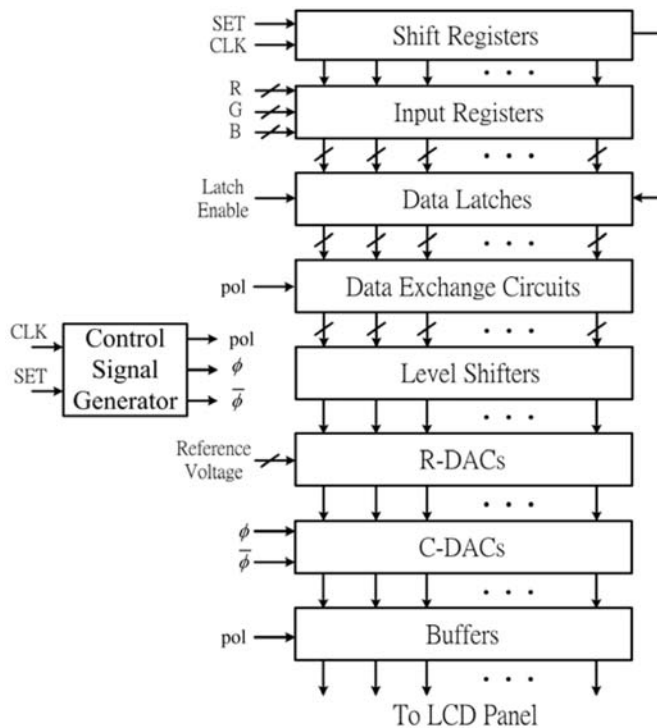 SET
CLK
Shift Registers
R
G
B
Input Registers
Latch
Enable
Data Latches
pol
Data Exchange Circuits
CLK
SET
Control
Signal
Generator
pol
ϕ
ϕ̅
Level Shifters
Reference
Voltage
R-DACs
ϕ
ϕ̅
C-DACs
pol
Buffers
To LCD Panel